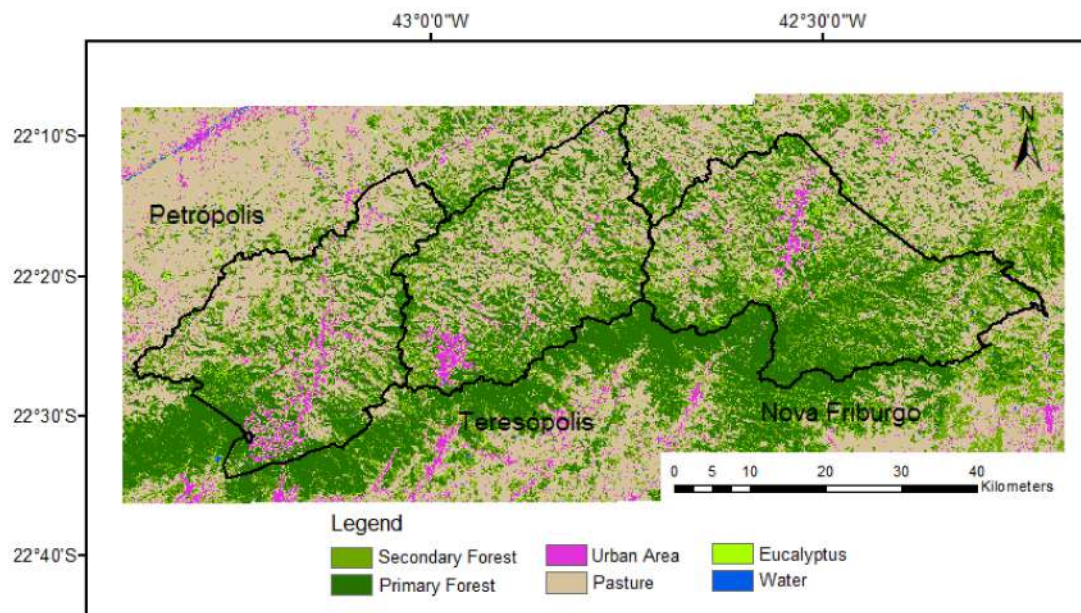 43°0'0"W 42°30'0"W
22°10'S
N
Petrópolis
22°20'S
22°30'S
Teresópolis
Nova Friburgo
0 5 10 20 30 40
Kilometers
22°40'S
Legend
Secondary Forest
Urban Area
Eucalyptus
Primary Forest
Pasture
Water